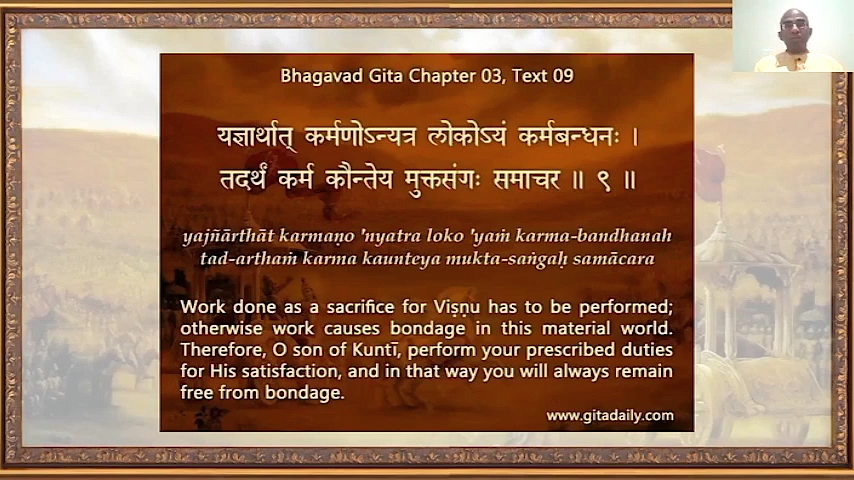 Bhagavad Gita Chapter 03, Text 09
यज्ञार्थात् कर्मणोऽन्यत्र लोकोऽयं कर्मबन्धनः ।
तदर्थं कर्म कौन्तेय मुक्तसंगः समाचर ॥ ९ ॥
yajñārthāt karmaṇo 'nyatra loko 'yaṁ karma-bandhanah
tad-arthaṁ karma kaunteya mukta-saṅgaḥ samācara
Work done as a sacrifice for Viṣṇu has to be performed;
otherwise work causes bondage in this material world.
Therefore, O son of Kuntī, perform your prescribed duties
for His satisfaction, and in that way you will always remain
free from bondage.
www.gitadaily.com